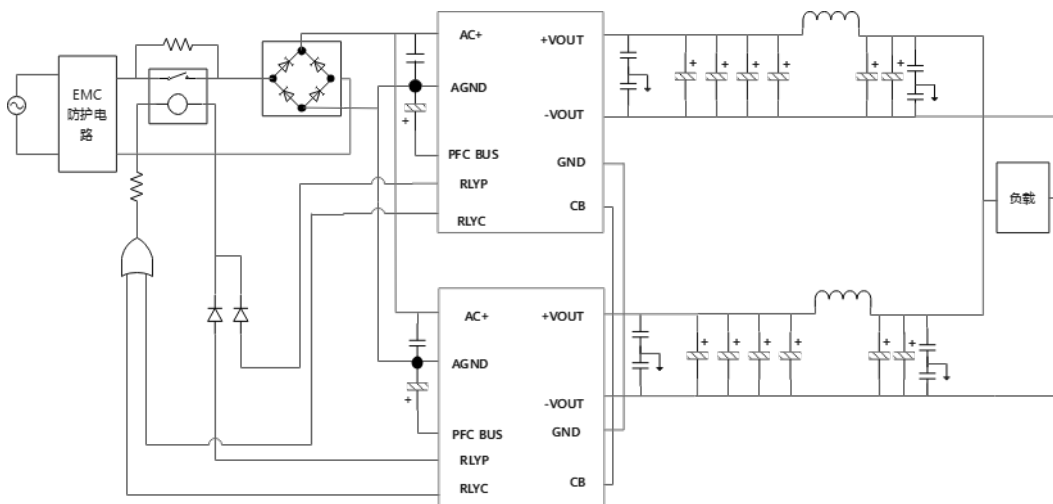 EMC
防护电
路
AC+
AGND
PFC BUS
RLYP
RLYC
+VOUT
-VOUT
GND
CB
+
+
+
+
+
+
+
负载
AC+
AGND
PFC BUS
RLYP
RLYC
+VOUT
-VOUT
GND
CB
+
+
+
+
+
+
+